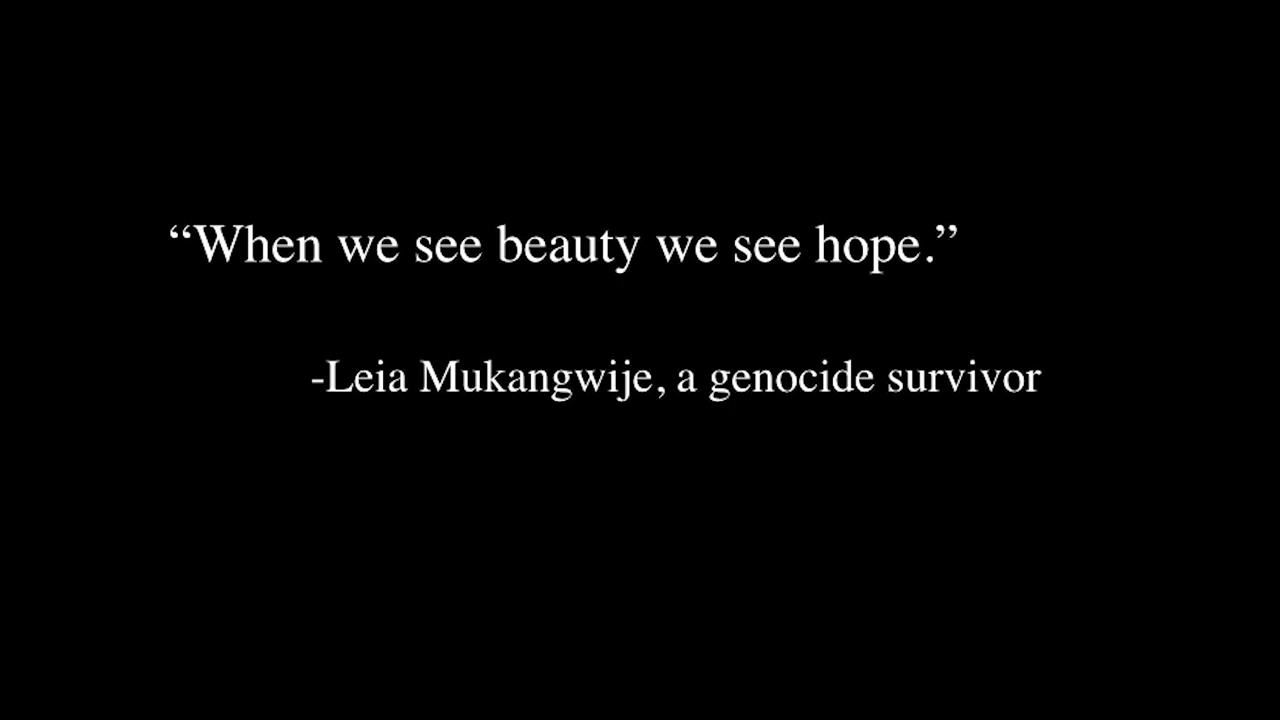 “When we see beauty we see hope.”
-Leia Mukangwije, a genocide survivor